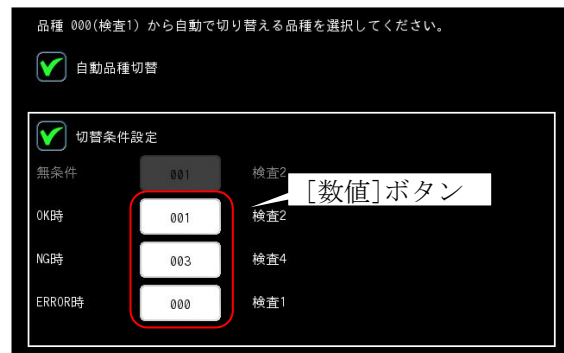 品種 000(検査1) から自動で切り替える品種を選択してください。
自動品種切替
切替条件設定
無条件 001 検査2
[数値]ボタン
OK時 001 検査2
NG時 003 検査4
ERROR時 000 検査1